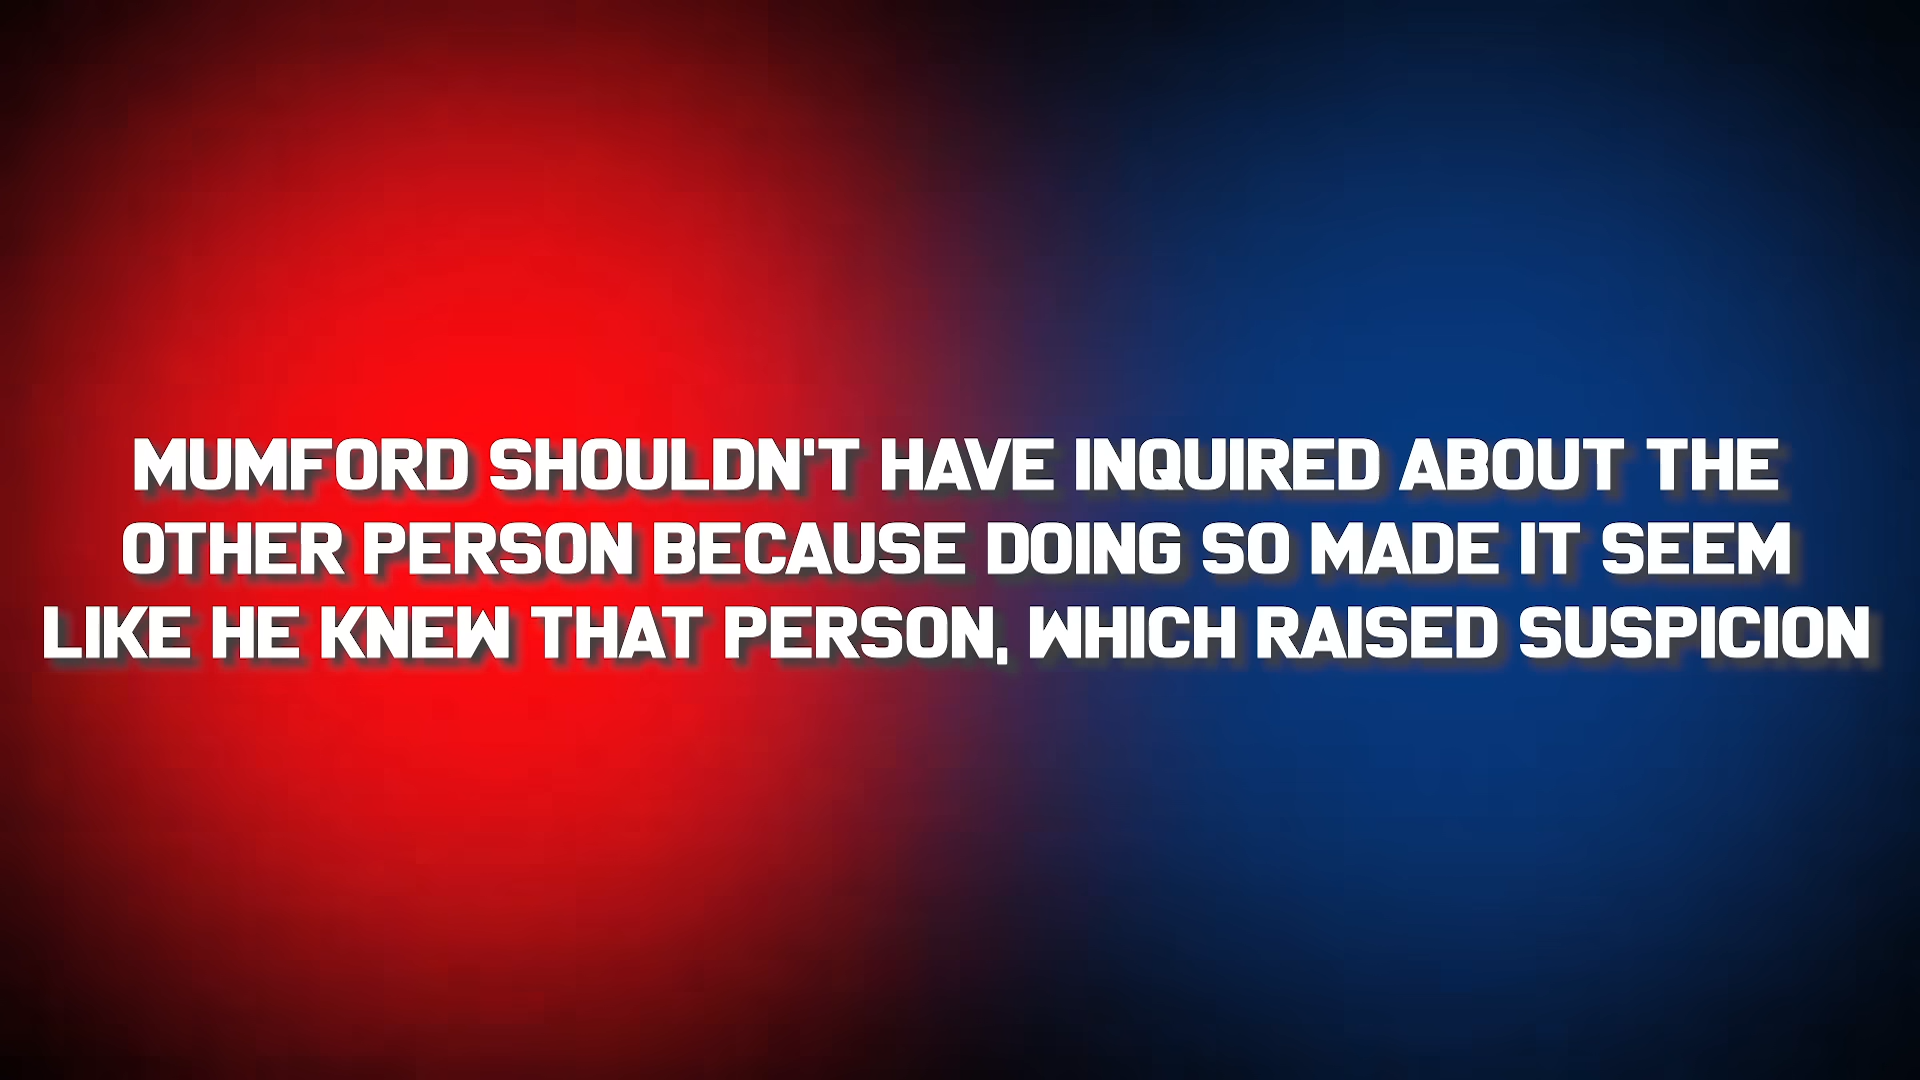 MUMFORD SHOULDN'T HAVE INQUIRED ABOUT THE
OTHER PERSON BECAUSE DOING SO MADE IT SEEM
LIKE HE KNEW THAT PERSON, WHICH RAISED SUSPICION